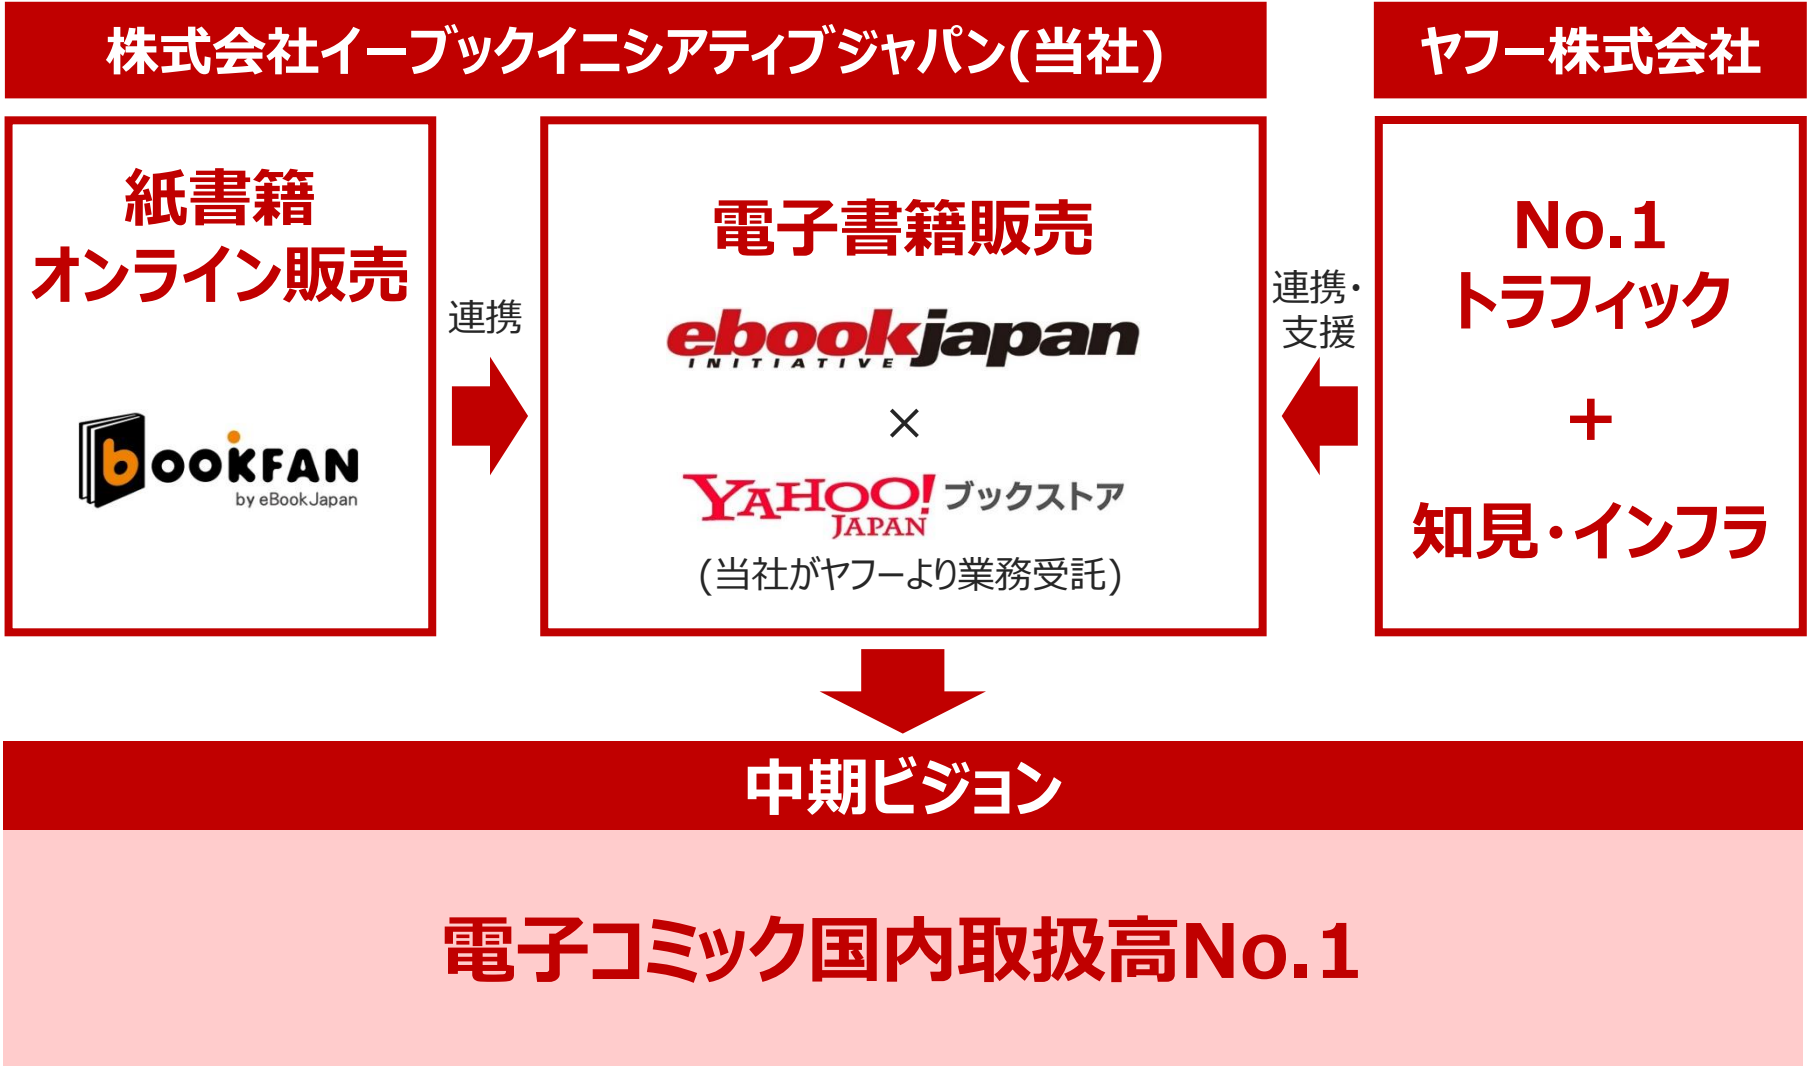 株式会社イーブックイニシアティブジャパン(当社)
ヤフー株式会社
紙書籍
オンライン販売
bookFAN
by eBookJapan
連携
電子書籍販売
ebookjapan
INITIATIVE
×
YAHOO! ブックストア
JAPAN
(当社がヤフーより業務受託)
連携・
支援
No.1
トラフィック
+
知見・インフラ
中期ビジョン
電子コミック国内取扱高No.1